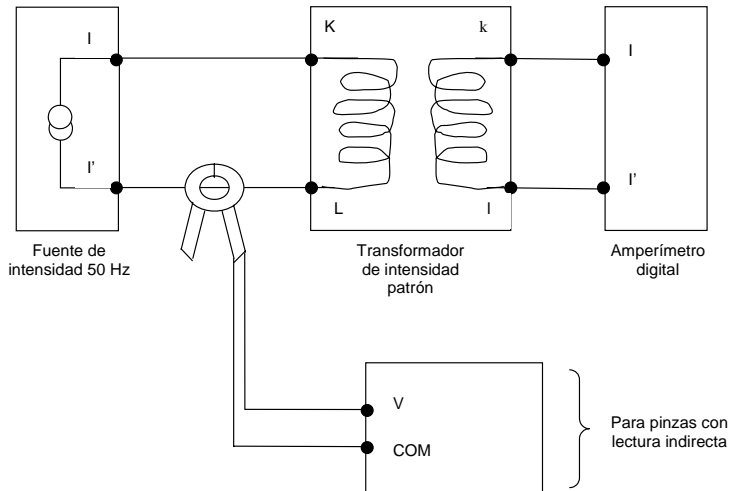 I
K
k
I
I'
L
l
I'
Fuente de
intensidad 50 Hz
Transformador
de intensidad
patrón
Amperímetro
digital
V
COM
Para pinzas con
lectura indirecta